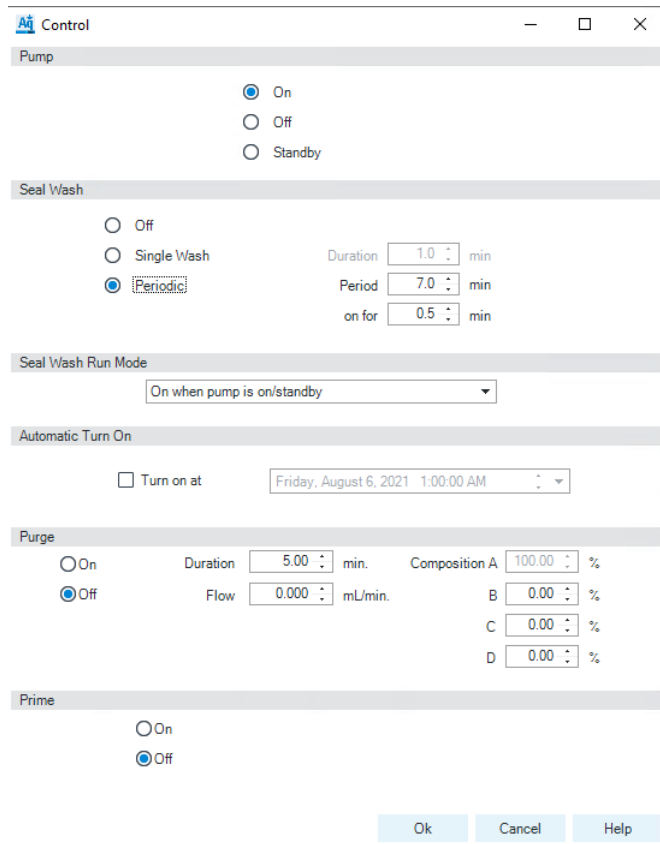 Aq Control
Pump
On
Off
Standby
Seal Wash
Off
Single Wash Duration 1.0 min
Periodic Period 7.0 min
on for 0.5 min
Seal Wash Run Mode
On when pump is on/standby
Automatic Turn On
Turn on at Friday, August 6, 2021 1:00:00 AM
Purge
On Duration 5.00 min. Composition A 100.00 %
Off Flow 0.000 mL/min. B 0.00 %
C 0.00 %
D 0.00 %
Prime
On
Off
Ok Cancel Help